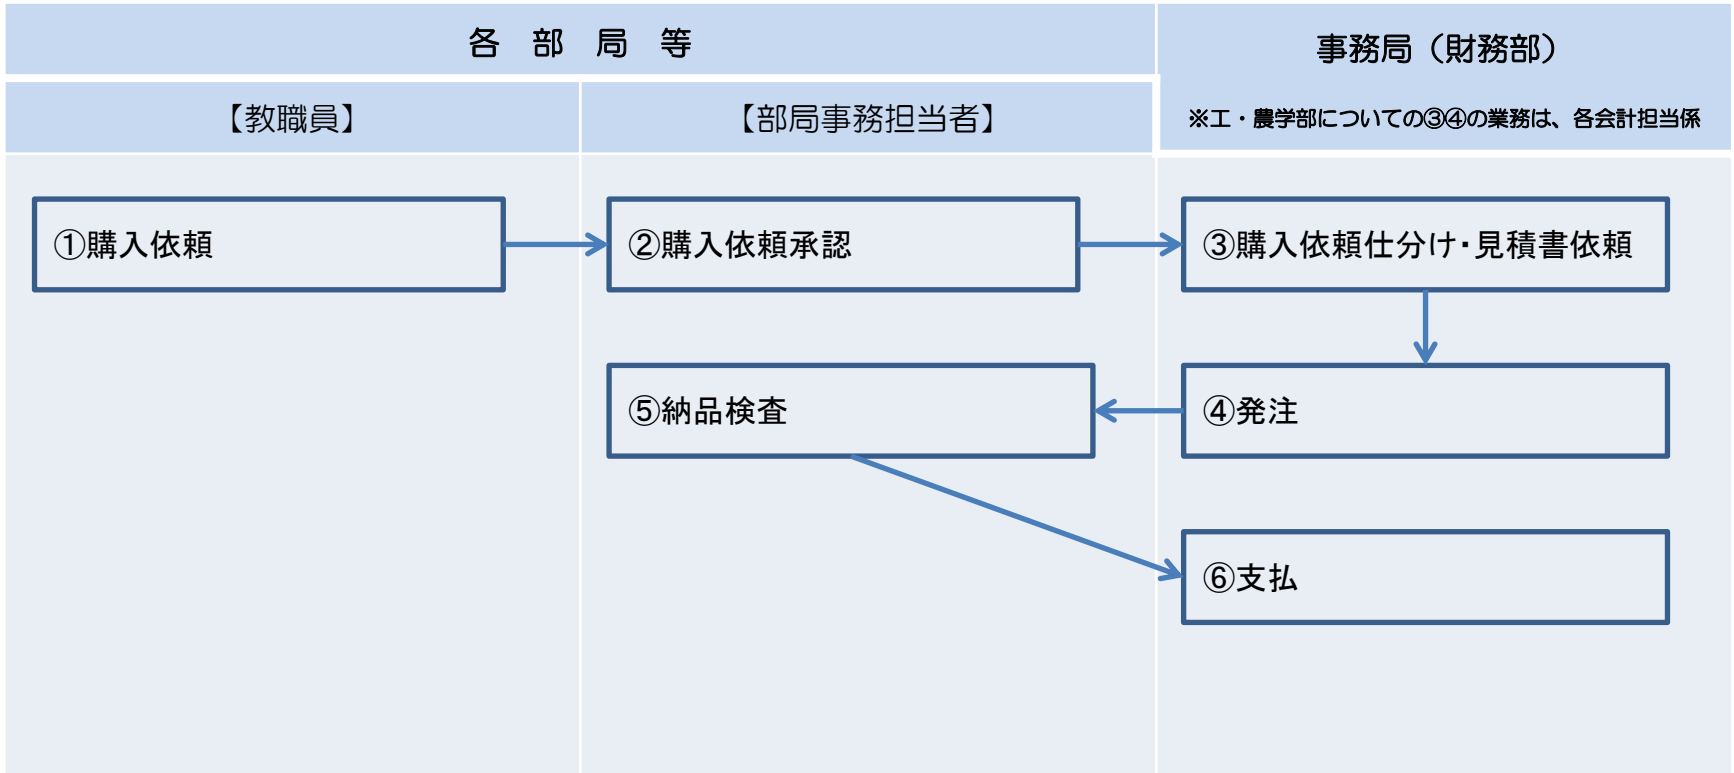 各　部　局　等
事務局（財務部）
【教職員】
【部局事務担当者】
※工・農学部についての③④の業務は、各会計担当係
①購入依頼
②購入依頼承認
③購入依頼仕分け・見積書依頼
⑤納品検査
④発注
⑥支払